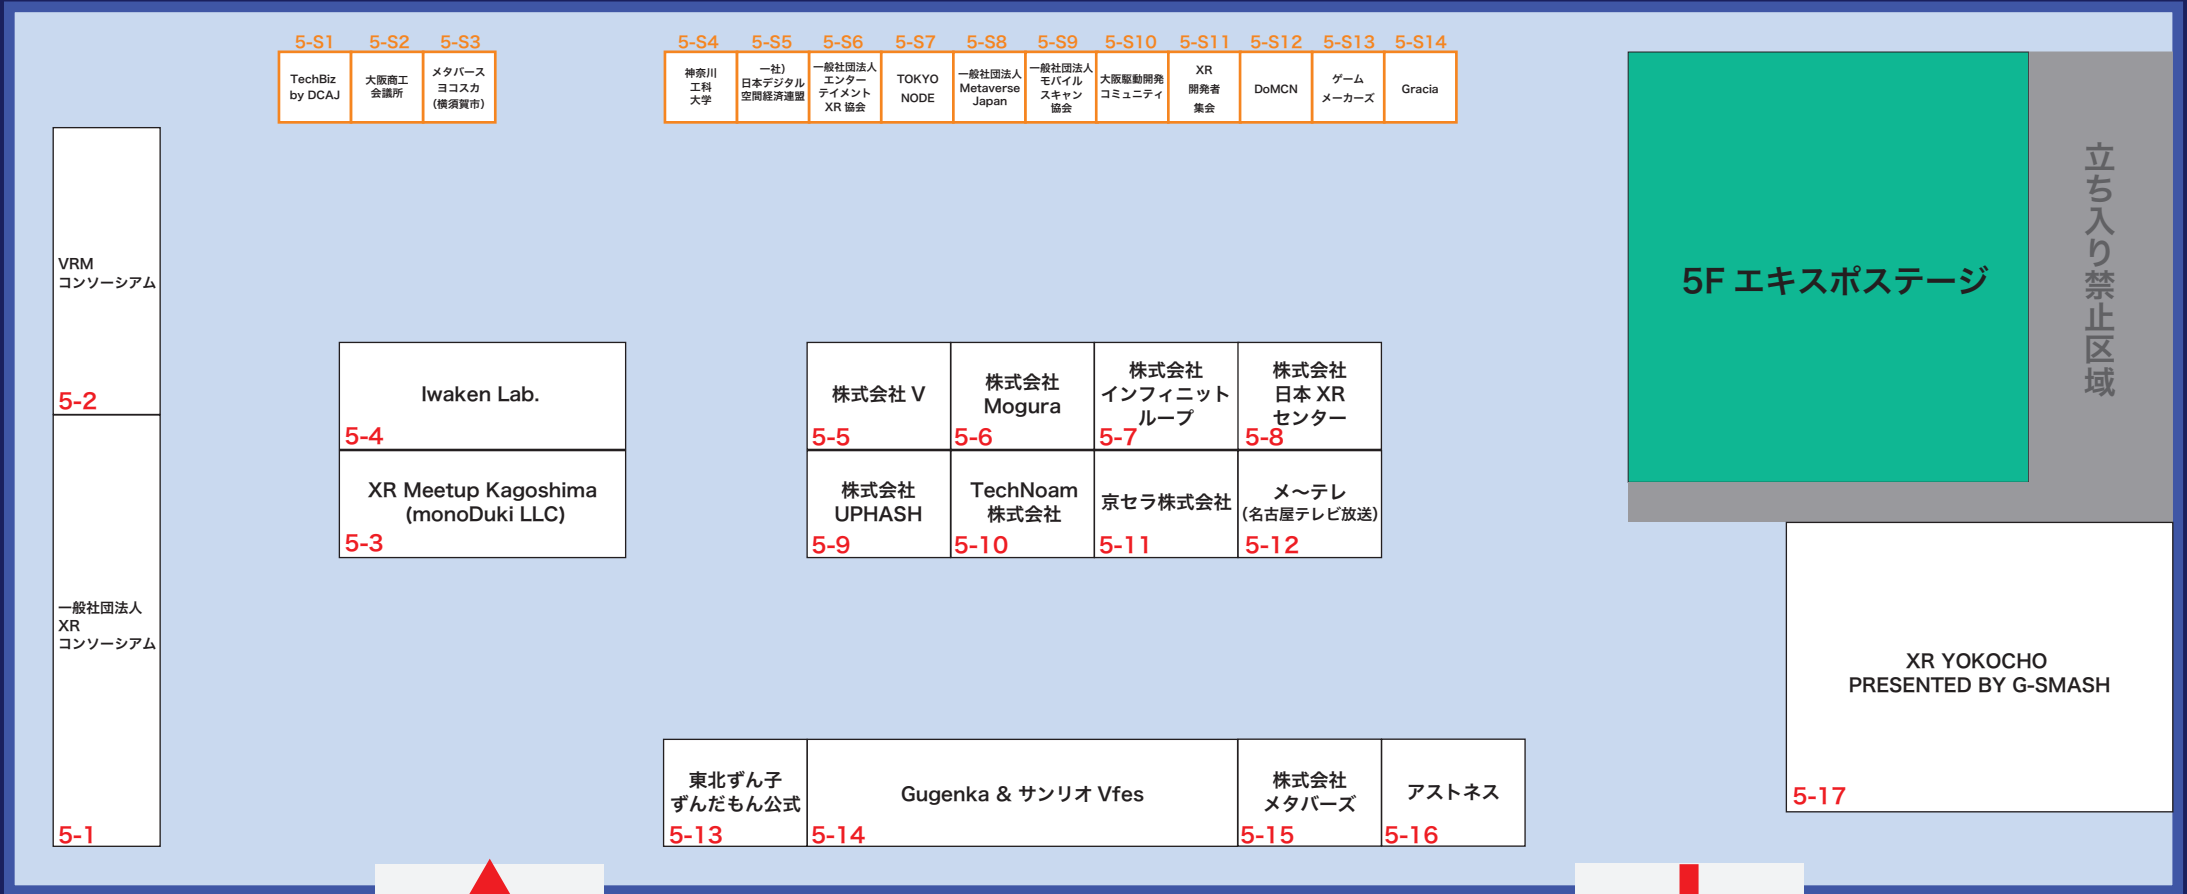 5-S1
TechBiz
by DCAJ
5-S2
大阪商工
会議所
5-S3
メタバース
ヨコスカ
(横須賀市)
5-S4
神奈川
工科
大学
5-S5
一社)
日本デジタル
空間経済連盟
5-S6
一般社団法人
エンター
テイメント
XR 協会
5-S7
TOKYO
NODE
5-S8
一般社団法人
Metaverse
Japan
5-S9
一般社団法人
モバイル
スキャン
協会
5-S10
大阪駆動開発
コミュニティ
5-S11
XR
開発者
集会
5-S12
DoMCN
5-S13
ゲーム
メーカーズ
5-S14
Gracia
5F エキスポステージ
立ち入り禁止区域
VRM
コンソーシアム
5-2
一般社団法人
XR
コンソーシアム
5-1
Iwaken Lab.
5-4
XR Meetup Kagoshima
(monoDuki LLC)
5-3
株式会社 V
5-5
株式会社
Mogura
5-6
株式会社
インフィニット
ループ
5-7
株式会社
日本 XR
センター
5-8
株式会社
UPHASH
5-9
TechNoam
株式会社
5-10
京セラ株式会社
5-11
メ〜テレ
(名古屋テレビ放送)
5-12
東北ずん子
ずんだもん公式
5-13
Gugenka & サンリオ Vfes
5-14
株式会社
メタバーズ
5-15
アストネス
5-16
XR YOKOCHO
PRESENTED BY G-SMASH
5-17